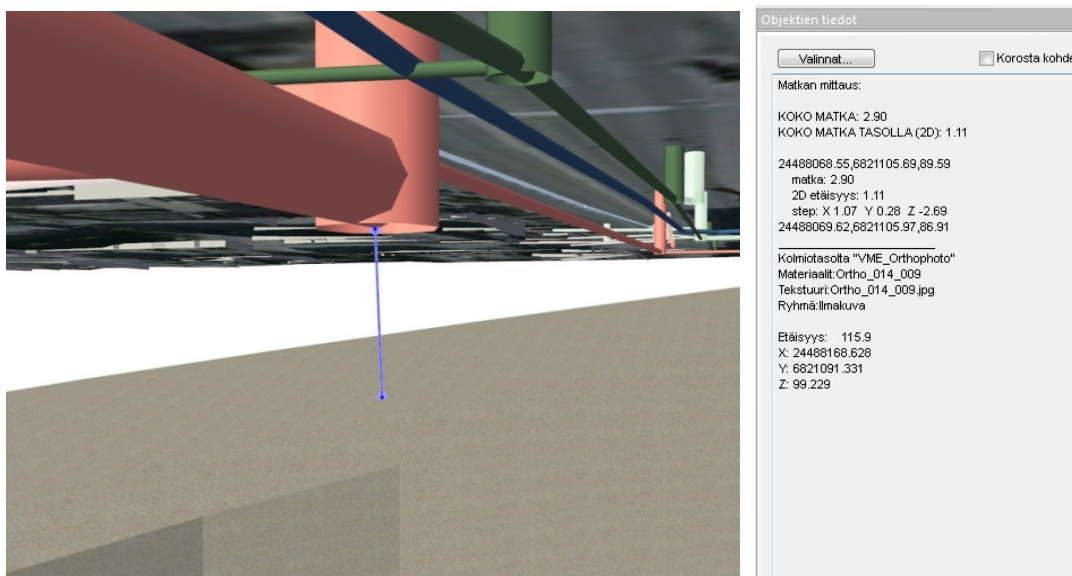 Objektien tiedot
Valinnat...
Korosta kohde
Matkan mittaus:
KOKO MATKA: 2.90
KOKO MATKA TASOLLA (2D): 1.11
24488068.55,6821105.69,89.59
matka: 2.90
2D etäisyys: 1.11
step: X 1.07 Y 0.28 Z -2.69
24488069.62,6821105.97,86.91
Kolmiotasolta "VME_Orthophoto"
Materiaalit:Ortho_014_009
Tekstuuri:Ortho_014_009.jpg
Ryhmä:Ilmakuva
Etäisyys: 115.9
X: 24488168.628
Y: 6821091.331
Z: 99.229